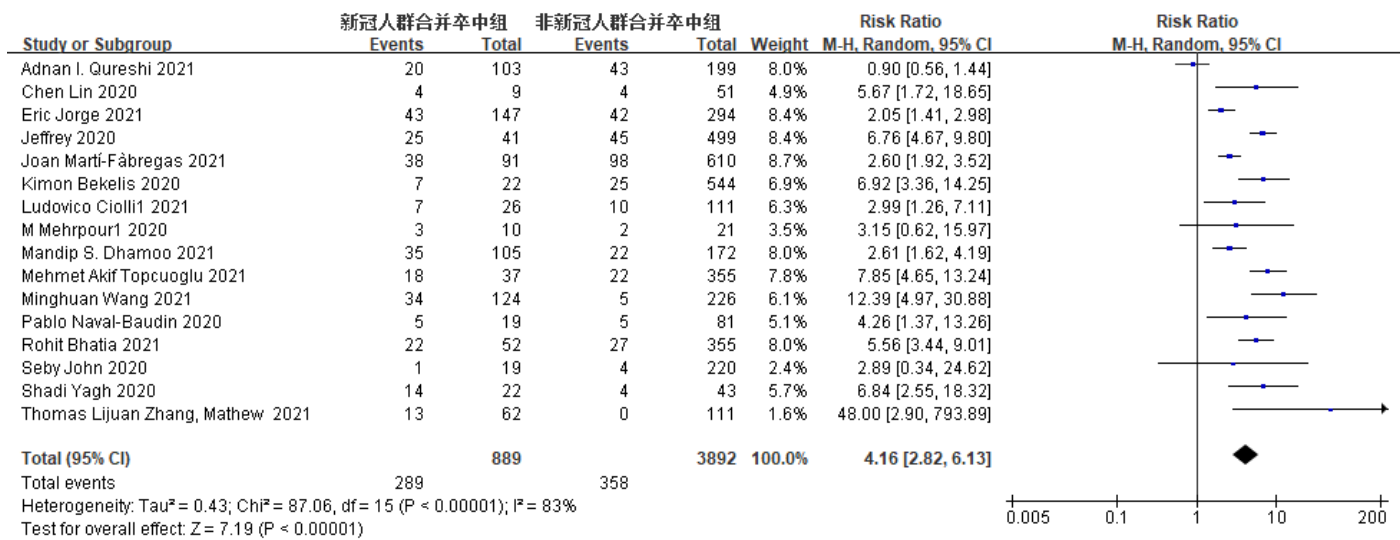 新冠人群合并卒中组 非新冠人群合并卒中组 Risk Ratio Risk Ratio
Study or Subgroup Events Total Events Total Weight M-H, Random, 95% CI M-H, Random, 95% CI
Adnan I. Qureshi 2021 20 103 43 199 8.0% 0.90 [0.56, 1.44]
Chen Lin 2020 4 9 4 51 4.9% 5.67 [1.72, 18.65]
Eric Jorge 2021 43 147 42 294 8.4% 2.05 [1.41, 2.98]
Jeffrey 2020 25 41 45 499 8.4% 6.76 [4.67, 9.80]
Joan Martí-Fàbregas 2021 38 91 98 610 8.7% 2.60 [1.92, 3.52]
Kimon Bekelis 2020 7 22 25 544 6.9% 6.92 [3.36, 14.25]
Ludovico Ciolli1 2021 7 26 10 111 6.3% 2.99 [1.26, 7.11]
M Mehrpour1 2020 3 10 2 21 3.5% 3.15 [0.62, 15.97]
Mandip S. Dhamoo 2021 35 105 22 172 8.0% 2.61 [1.62, 4.19]
Mehmet Akif Topcuoglu 2021 18 37 22 355 7.8% 7.85 [4.65, 13.24]
Minghuan Wang 2021 34 124 5 226 6.1% 12.39 [4.97, 30.88]
Pablo Naval-Baudin 2020 5 19 5 81 5.1% 4.26 [1.37, 13.26]
Rohit Bhatia 2021 22 52 27 355 8.0% 5.56 [3.44, 9.01]
Seby John 2020 1 19 4 220 2.4% 2.89 [0.34, 24.62]
Shadi Yagh 2020 14 22 4 43 5.7% 6.84 [2.55, 18.32]
Thomas Lijuan Zhang, Mathew 2021 13 62 0 111 1.6% 48.00 [2.90, 793.89]
Total (95% CI) 889 3892 100.0% 4.16 [2.82, 6.13]
Total events 289 358
Heterogeneity: Tau² = 0.43; Chi² = 87.06, df = 15 (P < 0.00001); I² = 83%
Test for overall effect: Z = 7.19 (P < 0.00001)
0.005 0.1 1 10 200